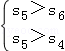 s₅ > s₆
s₅ > s₄